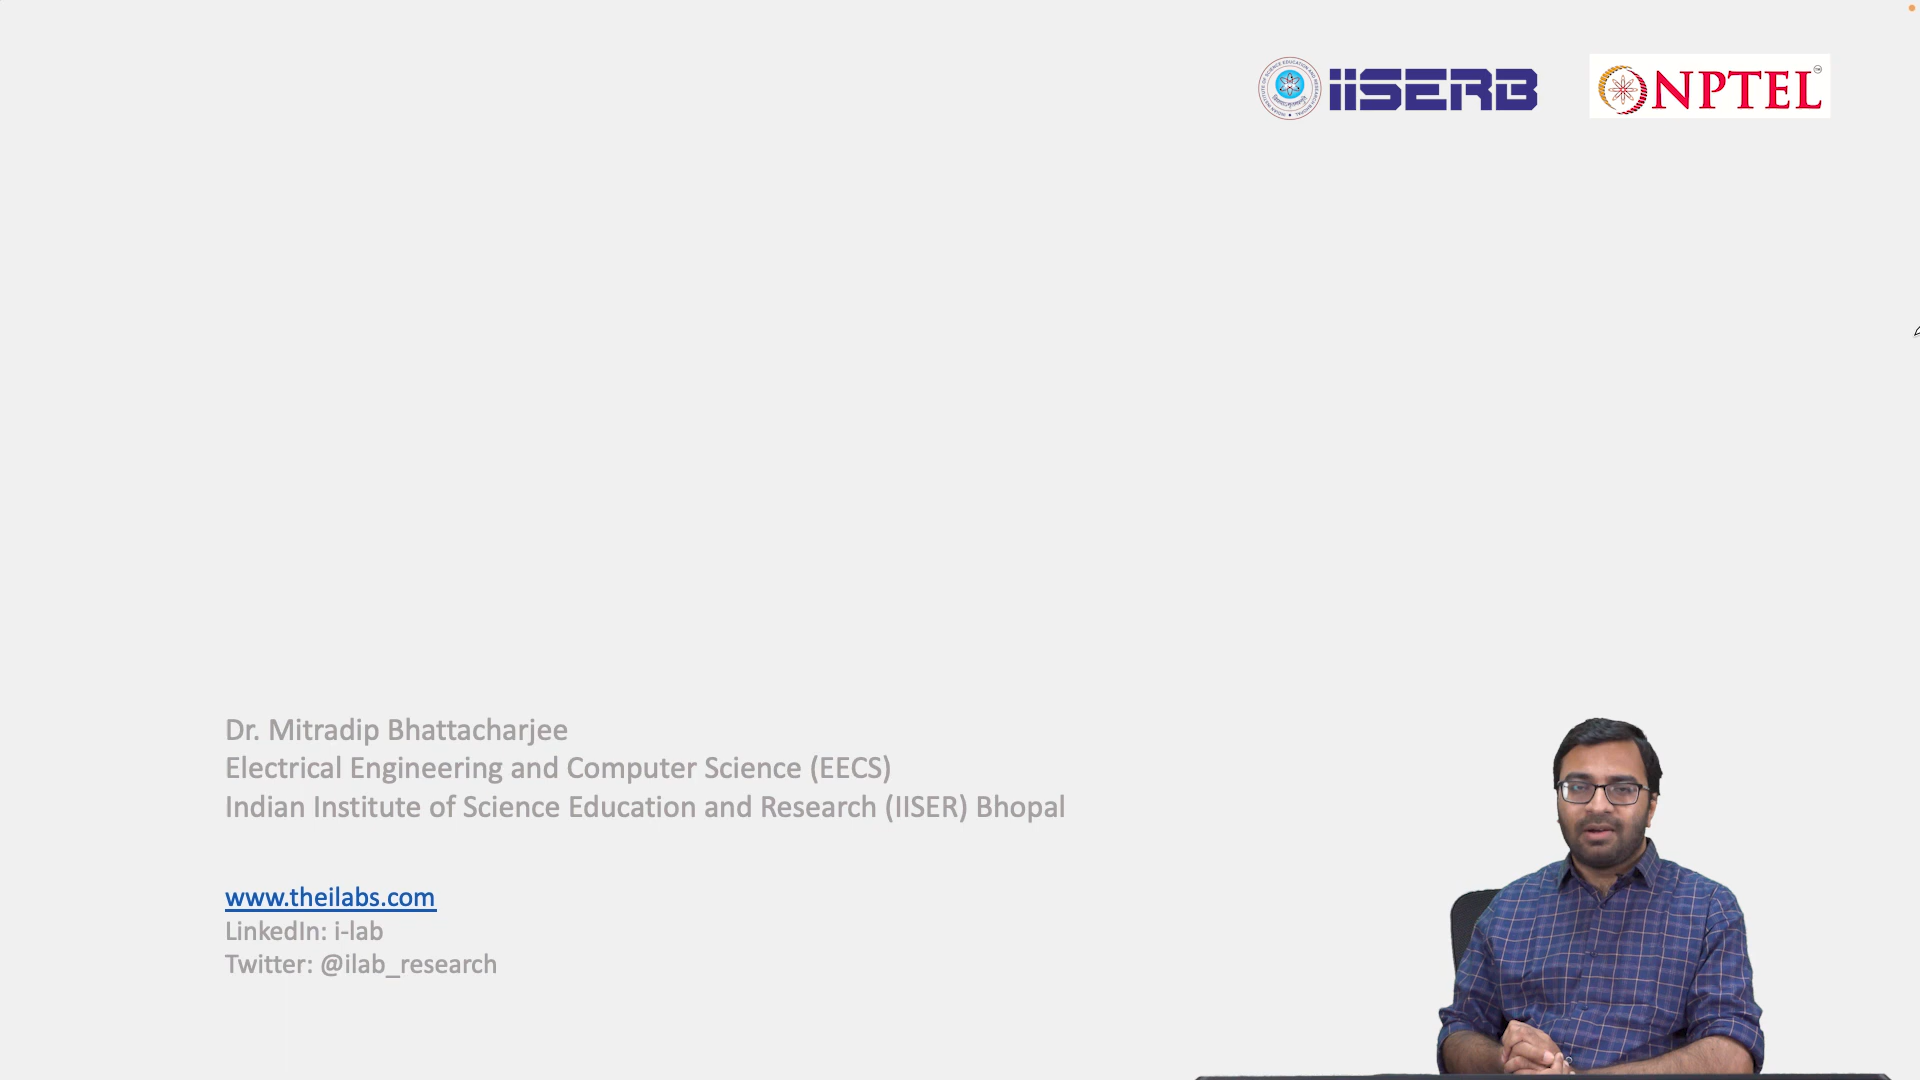 iiSERB
NPTEL
Dr. Mitradip Bhattacharjee
Electrical Engineering and Computer Science (EECS)
Indian Institute of Science Education and Research (IISER) Bhopal
www.theilabs.com
LinkedIn: i-lab
Twitter: @ilab_research